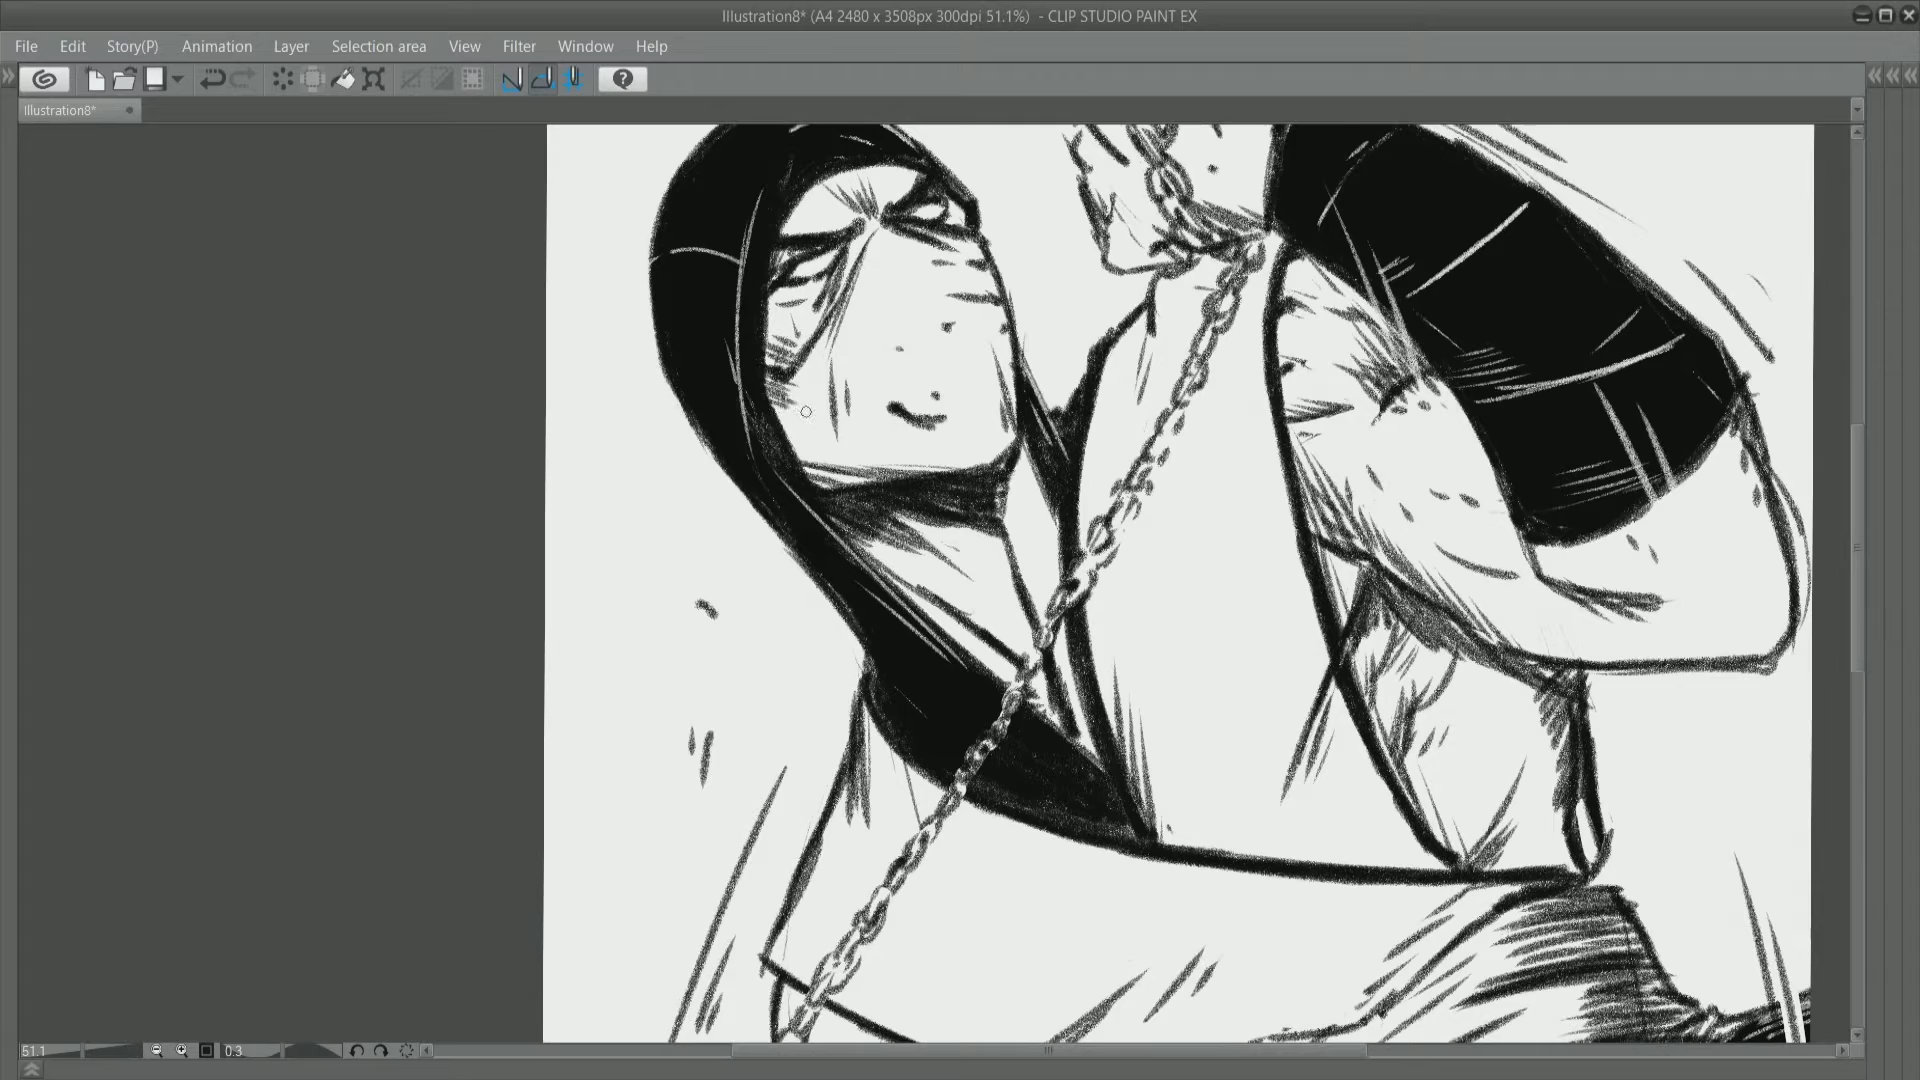 Illustration8* (A4 2480 x 3508px 300dpi 51.1%) - CLIP STUDIO PAINT EX
File Edit Story(P) Animation Layer Selection area View Filter Window Help
Illustration8*
51.1 0.3